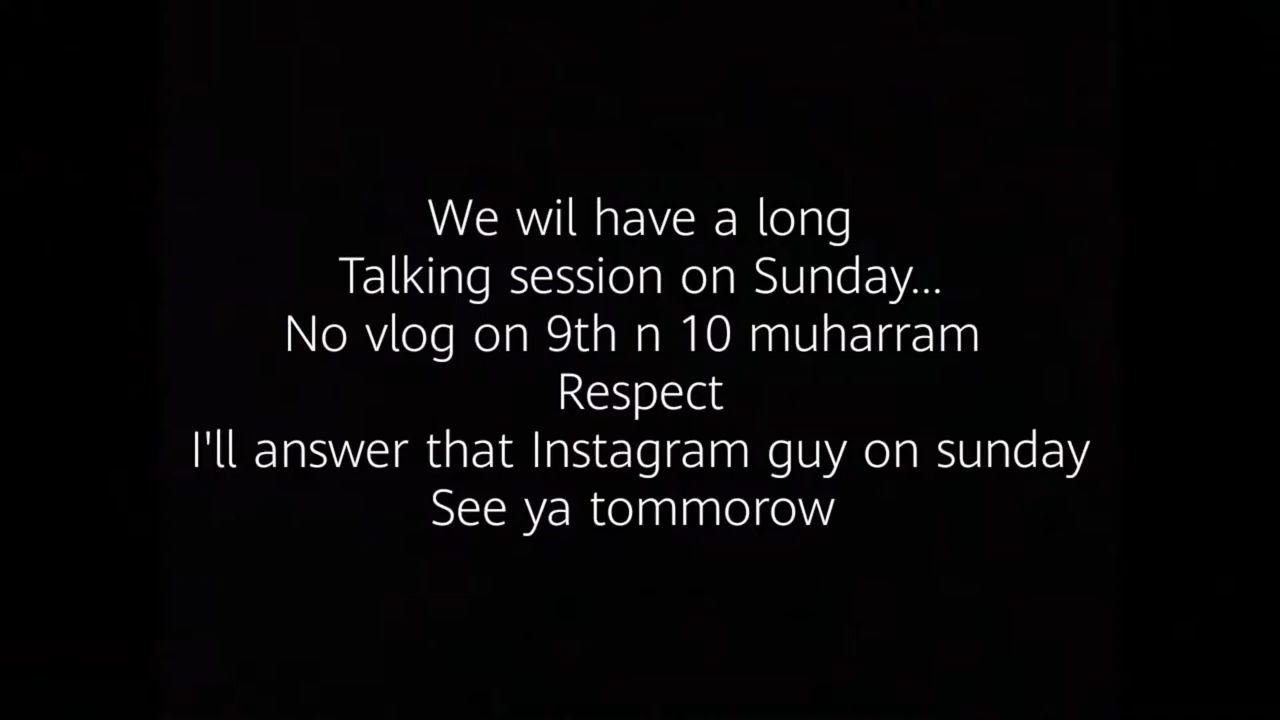 We wil have a long
Talking session on Sunday...
No vlog on 9th n 10 muharram
Respect
I'll answer that Instagram guy on sunday
See ya tommorow